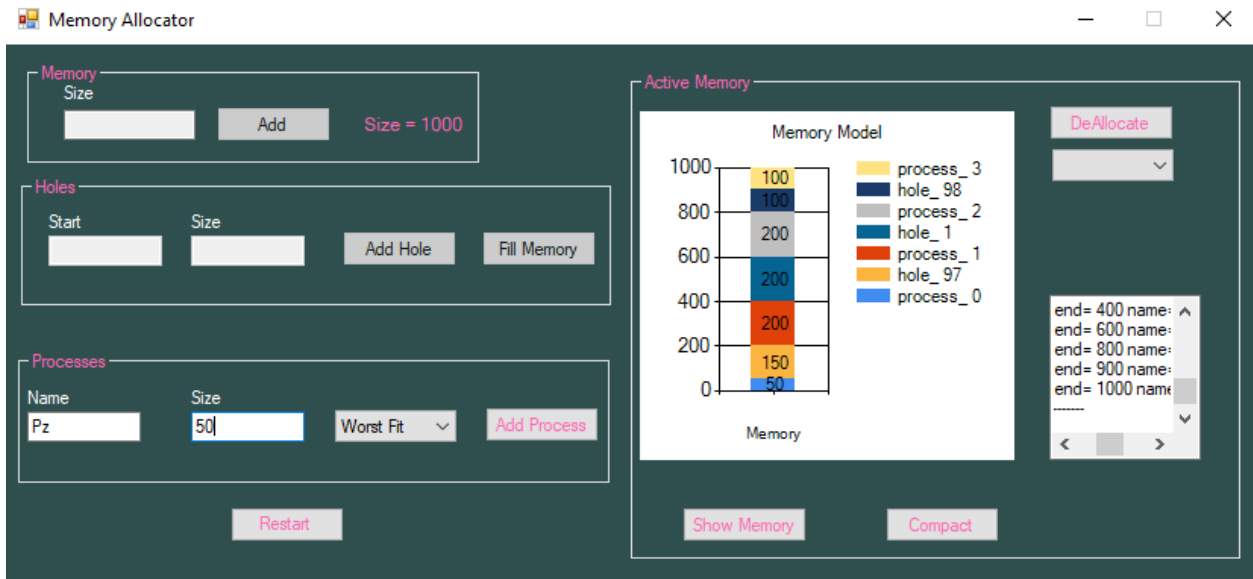 Memory Allocator
Memory
Size
Add
Size = 1000
Holes
Start
Size
Add Hole
Fill Memory
Processes
Name
Size
Pz
50
Worst Fit
Add Process
Restart
Active Memory
Memory Model
1000
800
600
400
200
0
100
100
200
200
200
150
50
Memory
process_ 3
hole_ 98
process_ 2
hole_ 1
process_ 1
hole_ 97
process_ 0
DeAllocate
end= 400 name=
end= 600 name=
end= 800 name=
end= 900 name=
end= 1000 name
-------
Show Memory
Compact